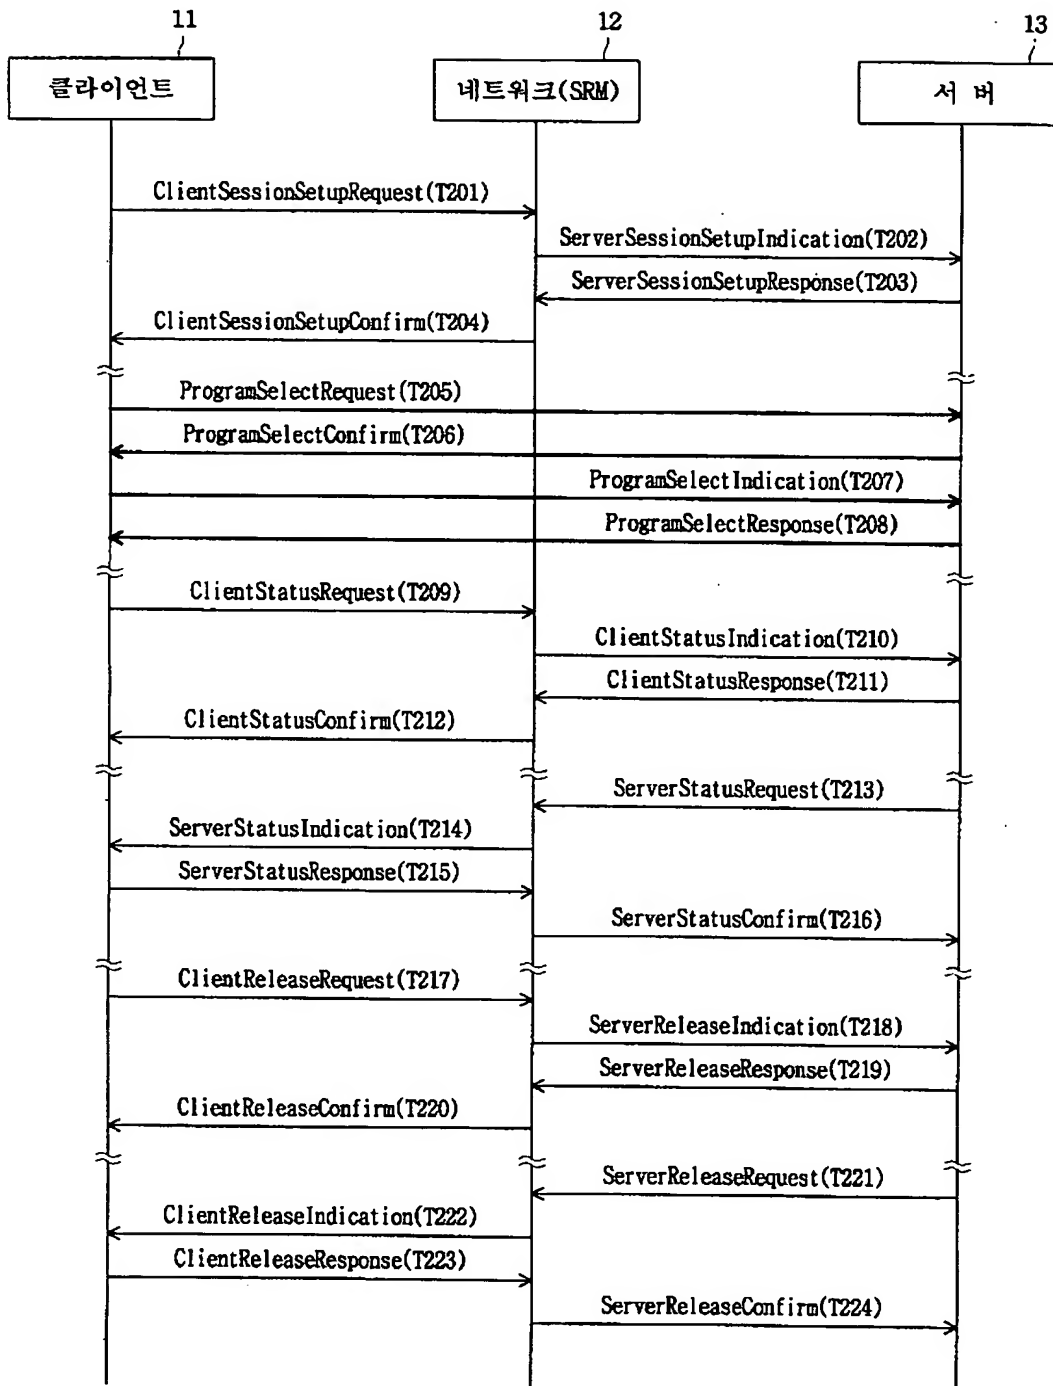 11
12
13
클라이언트
네트워크(SRM)
서 버
ClientSessionSetupRequest(T201)
ServerSessionSetupIndication(T202)
ServerSessionSetupResponse(T203)
ClientSessionSetupConfirm(T204)
ProgramSelectRequest(T205)
ProgramSelectConfirm(T206)
ProgramSelectIndication(T207)
ProgramSelectResponse(T208)
ClientStatusRequest(T209)
ClientStatusIndication(T210)
ClientStatusResponse(T211)
ClientStatusConfirm(T212)
ServerStatusRequest(T213)
ServerStatusIndication(T214)
ServerStatusResponse(T215)
ServerStatusConfirm(T216)
ClientReleaseRequest(T217)
ServerReleaseIndication(T218)
ServerReleaseResponse(T219)
ClientReleaseConfirm(T220)
ServerReleaseRequest(T221)
ClientReleaseIndication(T222)
ClientReleaseResponse(T223)
ServerReleaseConfirm(T224)